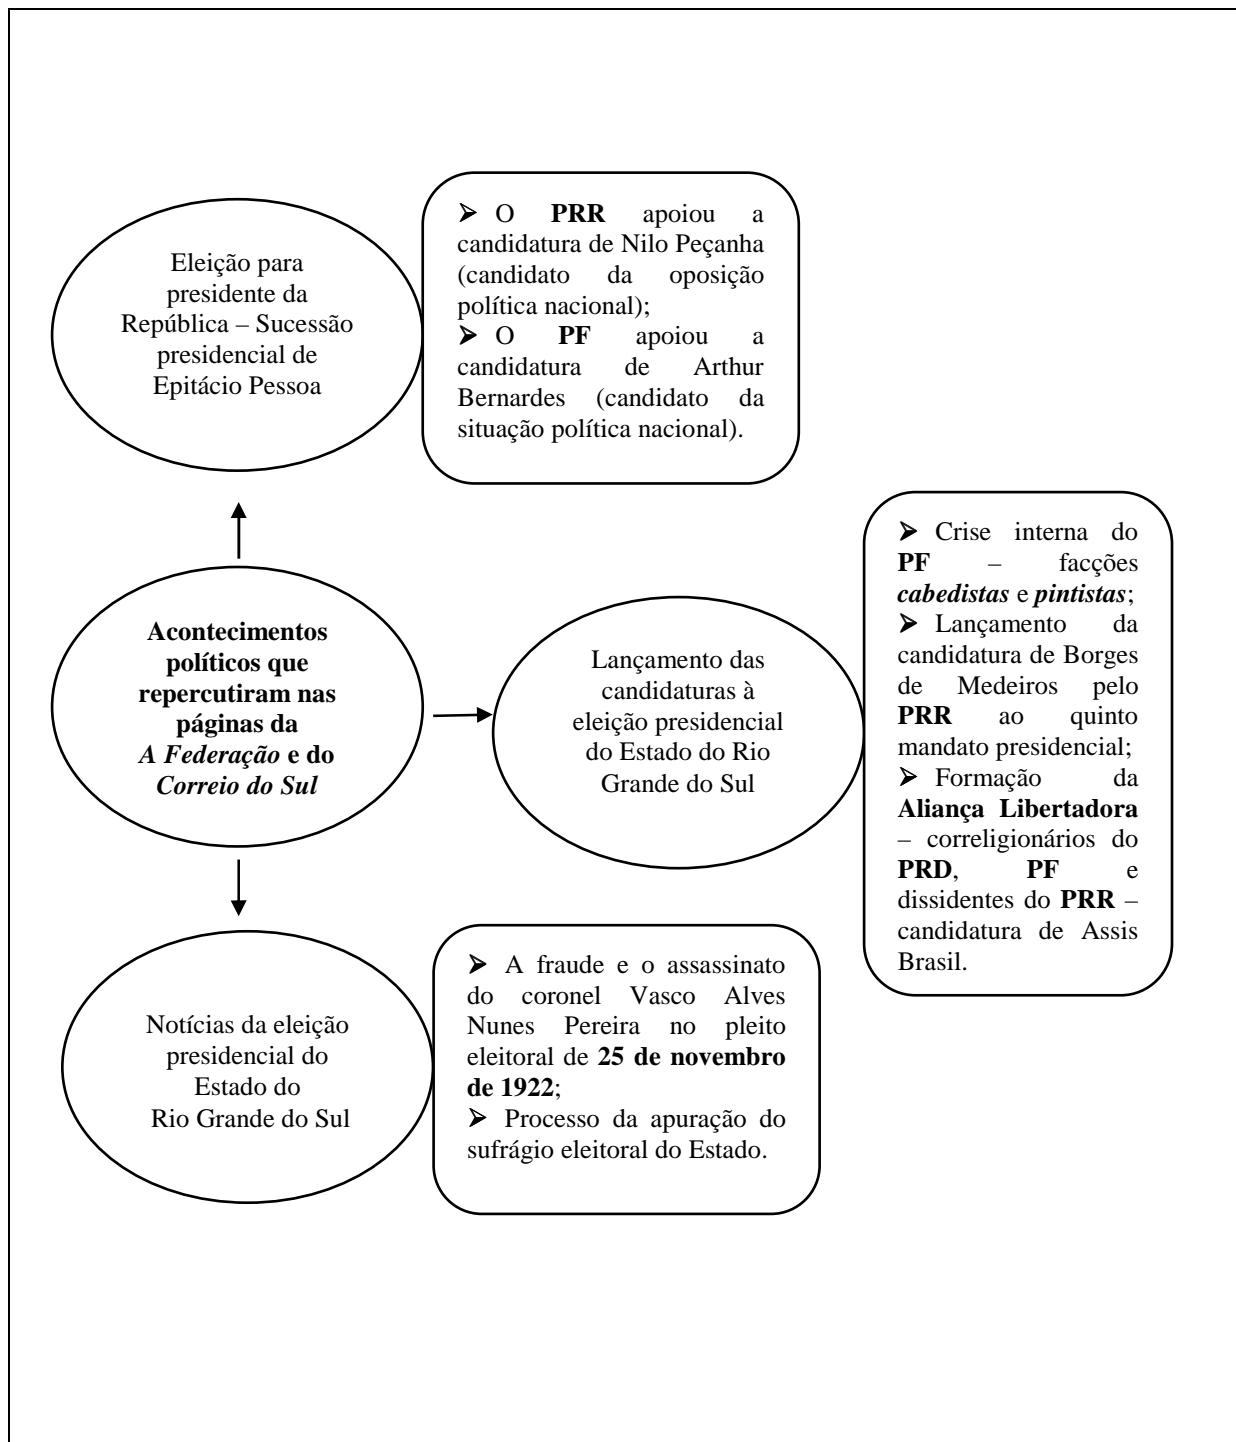 Eleição para
presidente da
República – Sucessão
presidencial de
Epitácio Pessoa
➢ O PRR apoiou a
candidatura de Nilo Peçanha
(candidato da oposição
política nacional);
➢ O PF apoiou a
candidatura de Arthur
Bernardes (candidato da
situação política nacional).
Acontecimentos
políticos que
repercutiram nas
páginas da
A Federação e do
Correio do Sul
Lançamento das
candidaturas à
eleição presidencial
do Estado do Rio
Grande do Sul
➢ Crise interna do
PF – facções
cabedistas e pintistas;
➢ Lançamento da
candidatura de Borges
de Medeiros pelo
PRR ao quinto
mandato presidencial;
➢ Formação da
Aliança Libertadora
– correligionários do
PRD, PF e
dissidentes do PRR –
candidatura de Assis
Brasil.
Notícias da eleição
presidencial do
Estado do
Rio Grande do Sul
➢ A fraude e o assassinato
do coronel Vasco Alves
Nunes Pereira no pleito
eleitoral de 25 de novembro
de 1922;
➢ Processo da apuração do
sufrágio eleitoral do Estado.